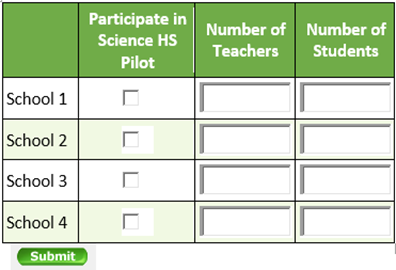 Participate in
Science HS
Pilot
Number of
Teachers
Number of
Students
School 1
School 2
School 3
School 4
Submit